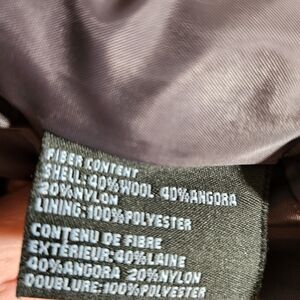 FIBER CONTENT
SHELL:40%WOOL 40%ANGORA
20%NYLON
LINING:100%POLYESTER
CONTENU DE FIBRE
EXTÉRIEUR:40%LAINE
40%ANGORA 20%NYLON
DOUBLURE:100%POLYESTER